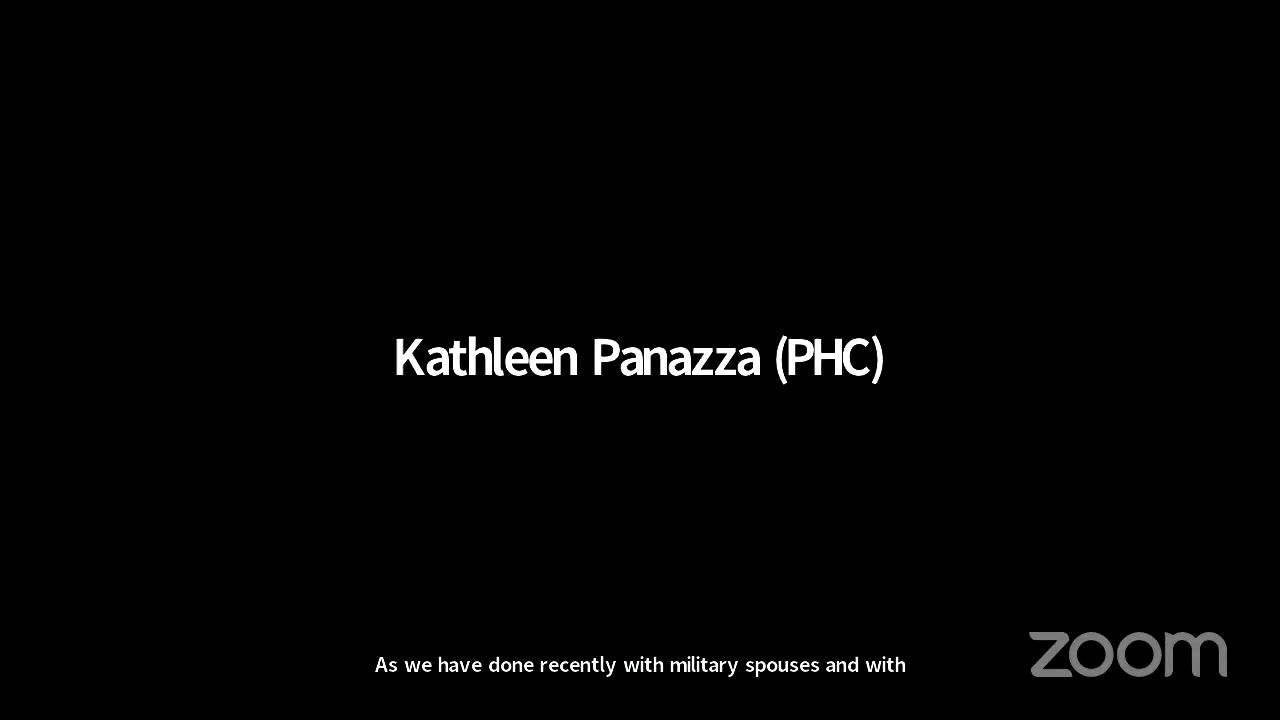 Kathleen Panazza (PHC)
As we have done recently with military spouses and with
zoom